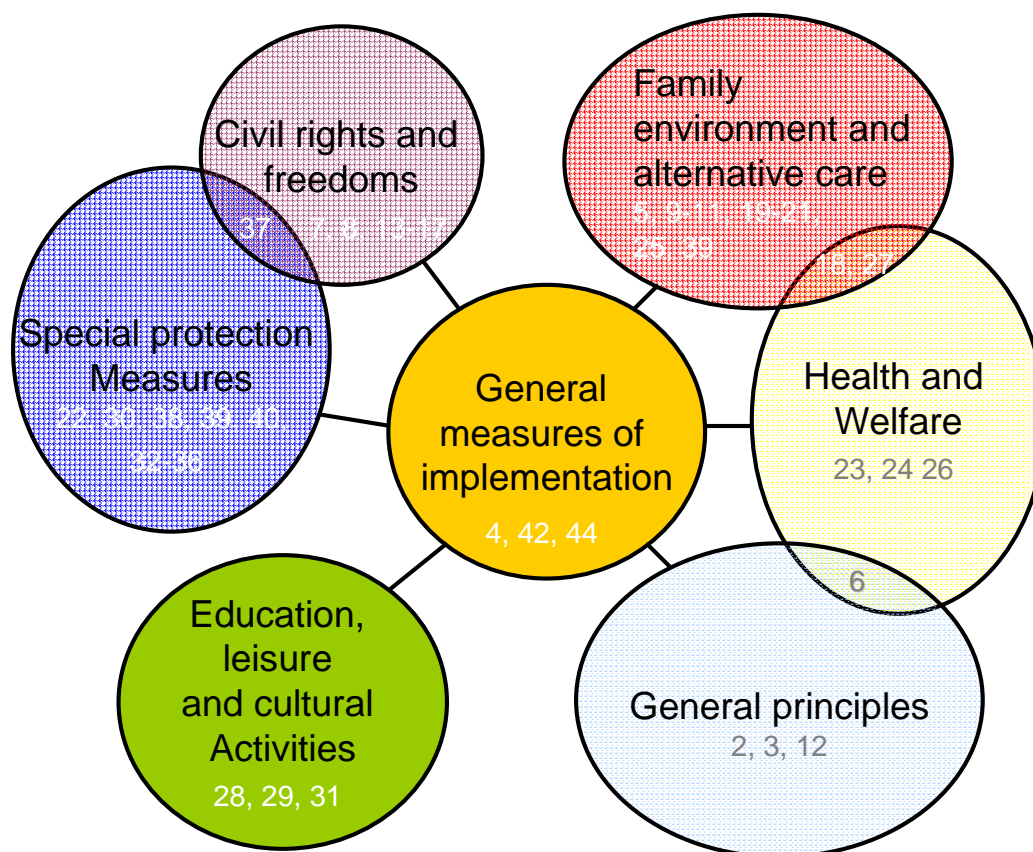 Civil rights and
freedoms
37 7, 8, 13-17
Family
environment and
alternative care
5, 9-11, 19-21,
25, 39
18, 27
Special protection
Measures
22, 30, 38, 39, 40,
32-36
General
measures of
implementation
4, 42, 44
Health and
Welfare
23, 24 26
6
Education,
leisure
and cultural
Activities
28, 29, 31
General principles
2, 3, 12